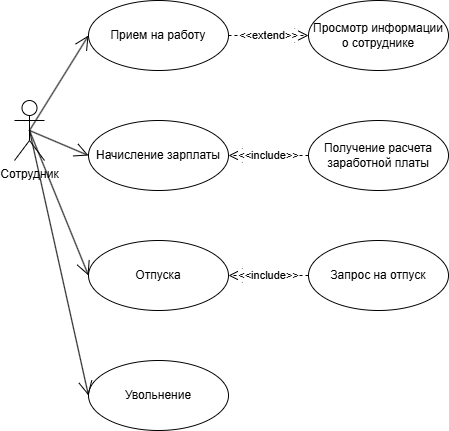 Прием на работу
<<extend>>
Просмотр информации
о сотруднике
Сотрудник
Начисление зарплаты
<<include>>
Получение расчета
заработной платы
Отпуска
<<include>>
Запрос на отпуск
Увольнение